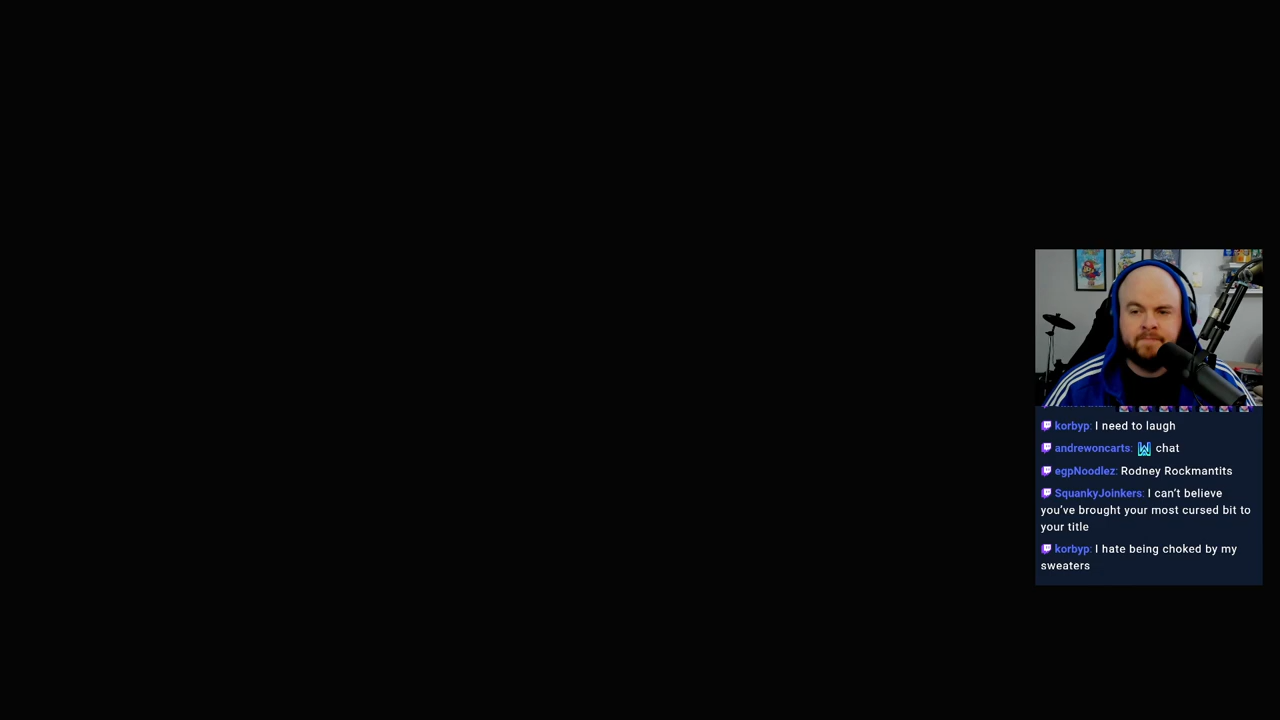 korbyp: I need to laugh
andrewoncarts: chat
egpNoodlez: Rodney Rockmantits
SquankyJoinkers: I can't believe
you've brought your most cursed bit to
your title
korbyp: I hate being choked by my
sweaters